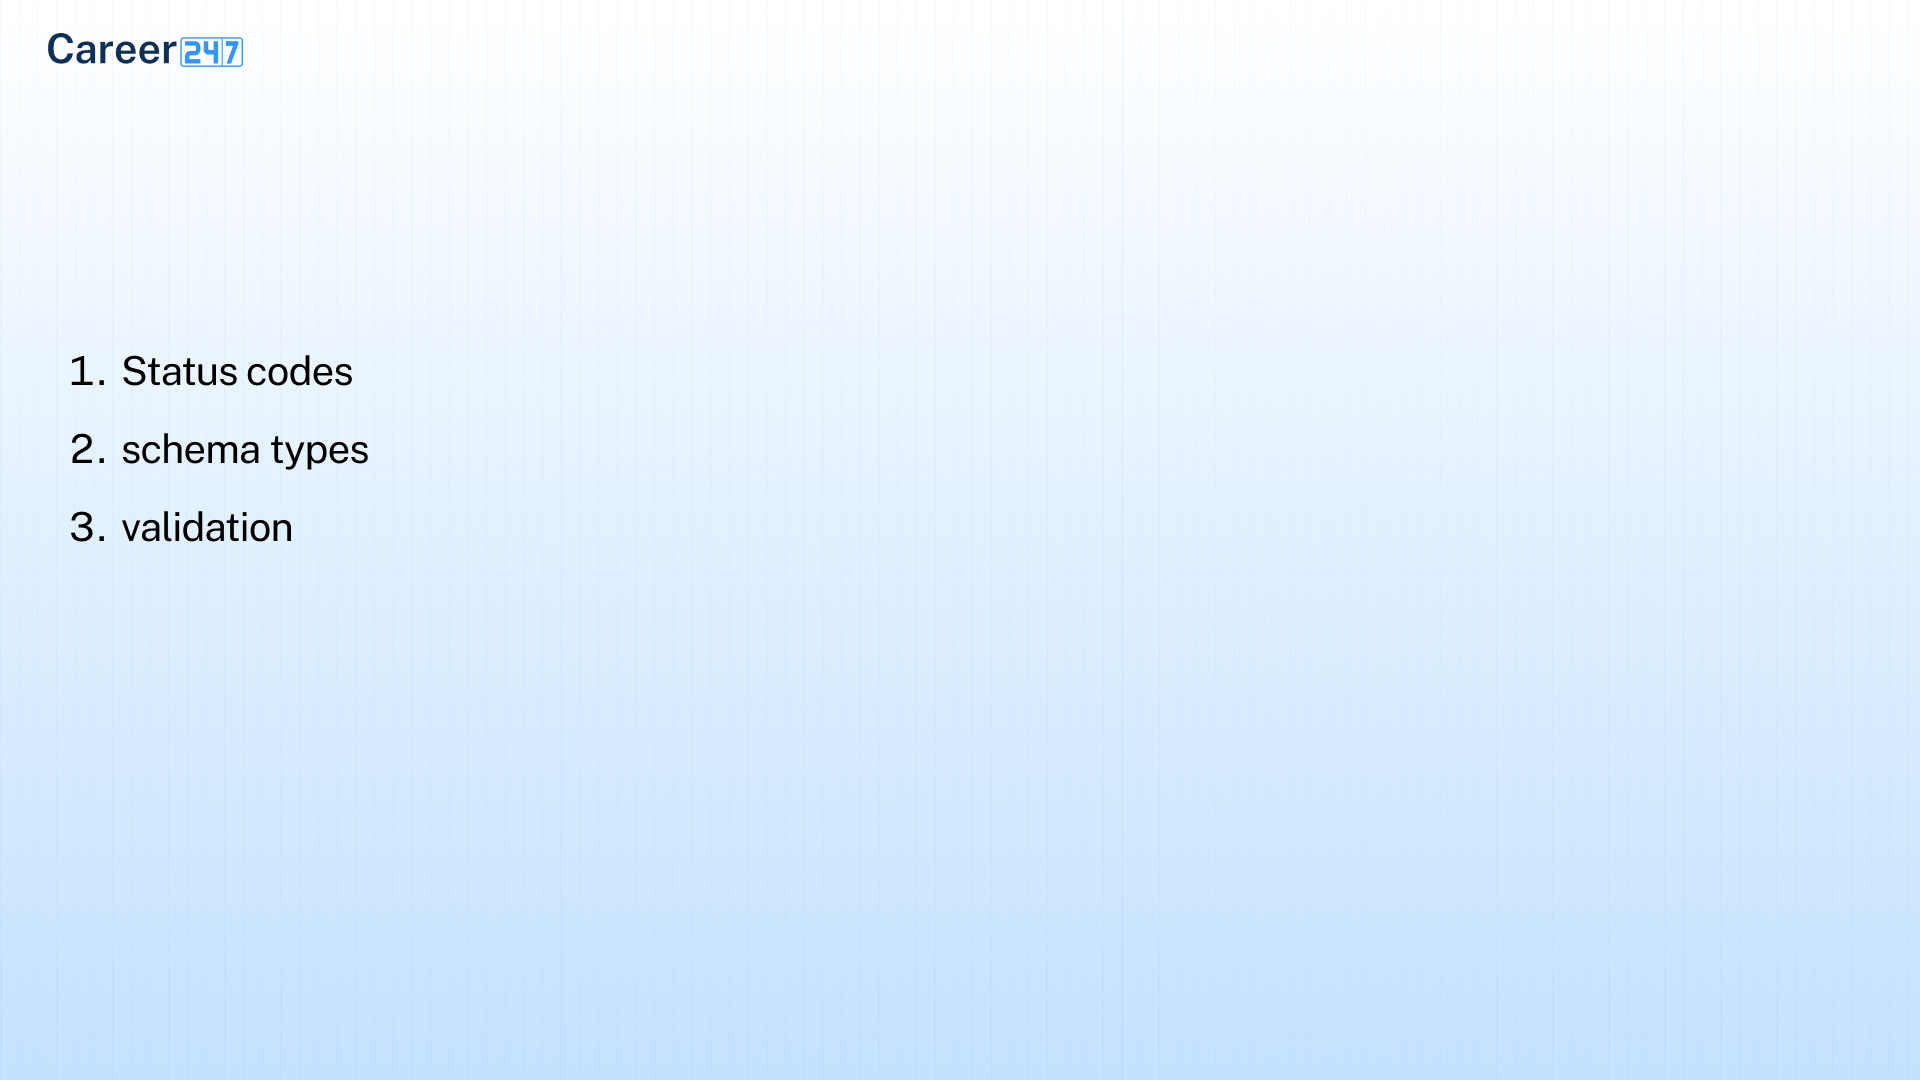 Career247
1. Status codes
2. schema types
3. validation